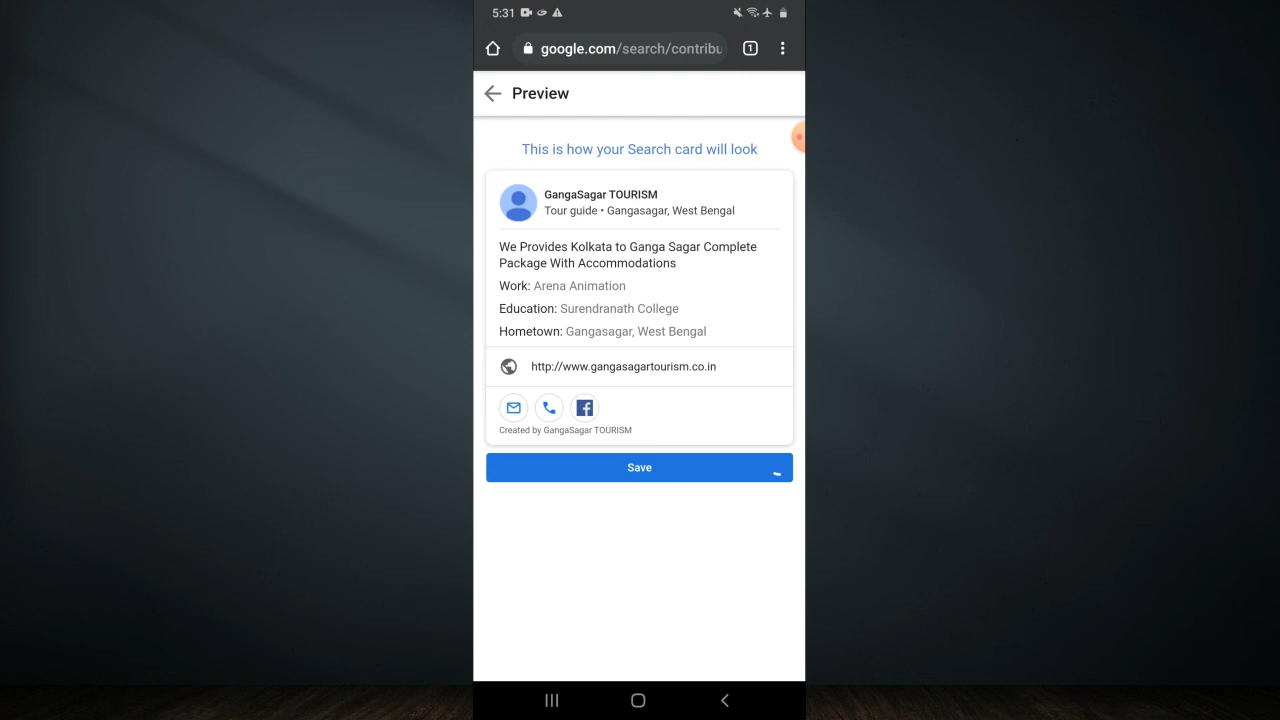 5:31
google.com/search/contribu
1
Preview
This is how your Search card will look
GangaSagar TOURISM
Tour guide • Gangasagar, West Bengal
We Provides Kolkata to Ganga Sagar Complete
Package With Accommodations
Work: Arena Animation
Education: Surendranath College
Hometown: Gangasagar, West Bengal
http://www.gangasagartourism.co.in
Created by GangaSagar TOURISM
Save